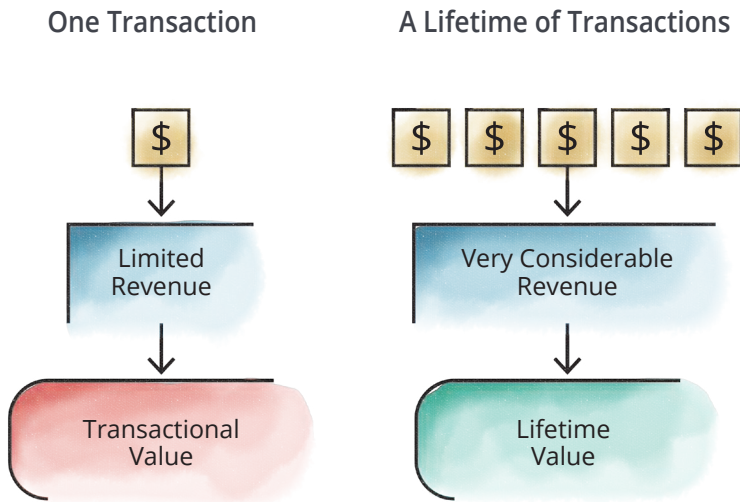 One Transaction
A Lifetime of Transactions
$
$ $ $ $ $
Limited
Revenue
Very Considerable
Revenue
Transactional
Value
Lifetime
Value